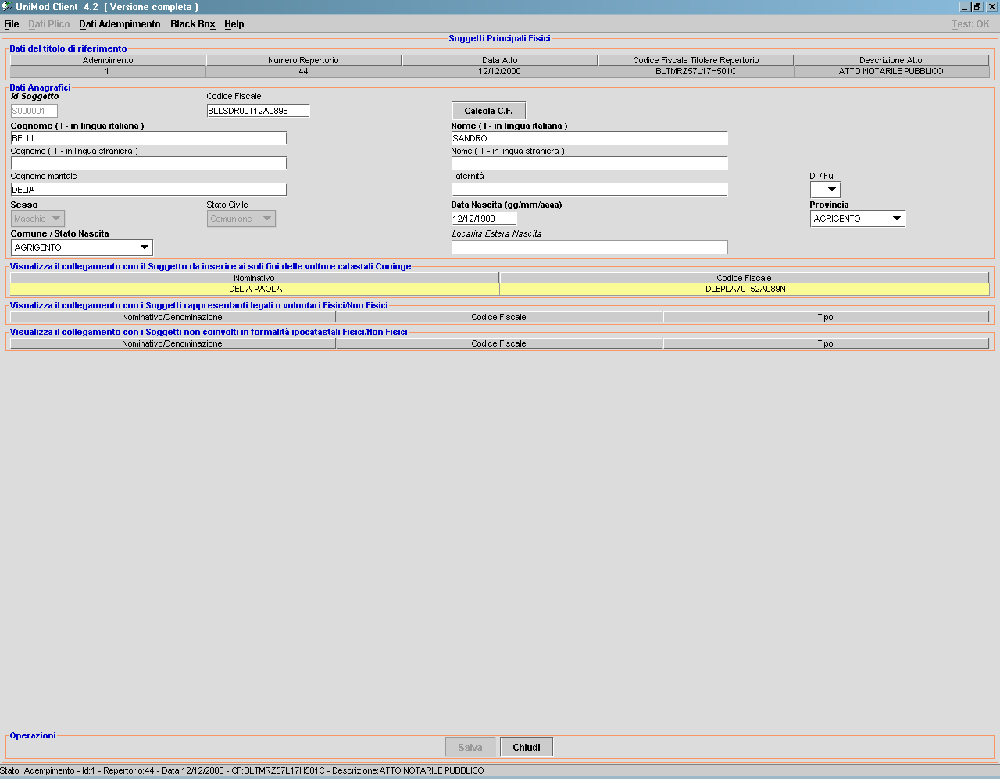 UniMod Client 4.2 ( Versione completa )
File Dati Plico Dati Adempimento Black Box Help Test: OK
Soggetti Principali Fisici
Dati del titolo di riferimento
Adempimento Numero Repertorio Data Atto Codice Fiscale Titolare Repertorio Descrizione Atto
1 44 12/12/2000 BLTMRZ57L17H501C ATTO NOTARILE PUBBLICO
Dati Anagrafici
Id Soggetto Codice Fiscale
S000001 BLLSDR00T12A089E Calcola C.F.
Cognome ( I - in lingua italiana ) Nome ( I - in lingua italiana )
BELLI SANDRO
Cognome ( T - in lingua straniera ) Nome ( T - in lingua straniera )
Cognome maritale Paternità Di / Fu
DELIA
Sesso Stato Civile Data Nascita (gg/mm/aaaa) Provincia
Maschio Comunione 12/12/1900 AGRIGENTO
Comune / Stato Nascita Localita Estera Nascita
AGRIGENTO
Visualizza il collegamento con il Soggetto da inserire ai soli fini delle volture catastali Coniuge
Nominativo Codice Fiscale
DELIA PAOLA DLEPLA70T52A089N
Visualizza il collegamento con i Soggetti rappresentanti legali o volontari Fisici/Non Fisici
Nominativo/Denominazione Codice Fiscale Tipo
Visualizza il collegamento con i Soggetti non coinvolti in formalità ipocatastali Fisici/Non Fisici
Nominativo/Denominazione Codice Fiscale Tipo
Operazioni
Salva Chiudi
Stato: Adempimento - Id:1 - Repertorio:44 - Data:12/12/2000 - CF:BLTMRZ57L17H501C - Descrizione:ATTO NOTARILE PUBBLICO